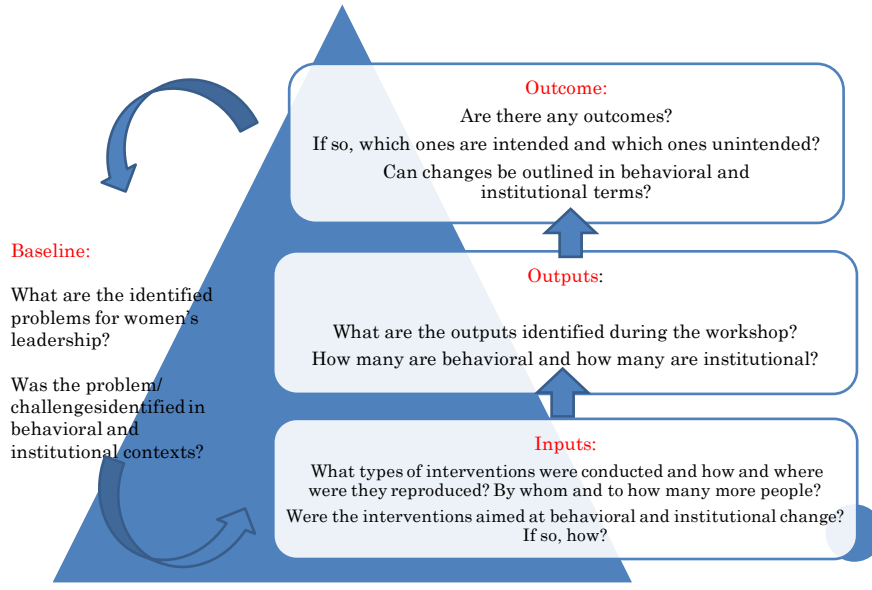 Outcome:
Are there any outcomes?
If so, which ones are intended and which ones unintended?
Can changes be outlined in behavioral and
institutional terms?
Baseline:
What are the identified
problems for women's
leadership?
Was the problem/
challengesidentified in
behavioral and
institutional contexts?
Outputs:
What are the outputs identified during the workshop?
How many are behavioral and how many are institutional?
Inputs:
What types of interventions were conducted and how and where
were they reproduced? By whom and to how many more people?
Were the interventions aimed at behavioral and institutional change?
If so, how?